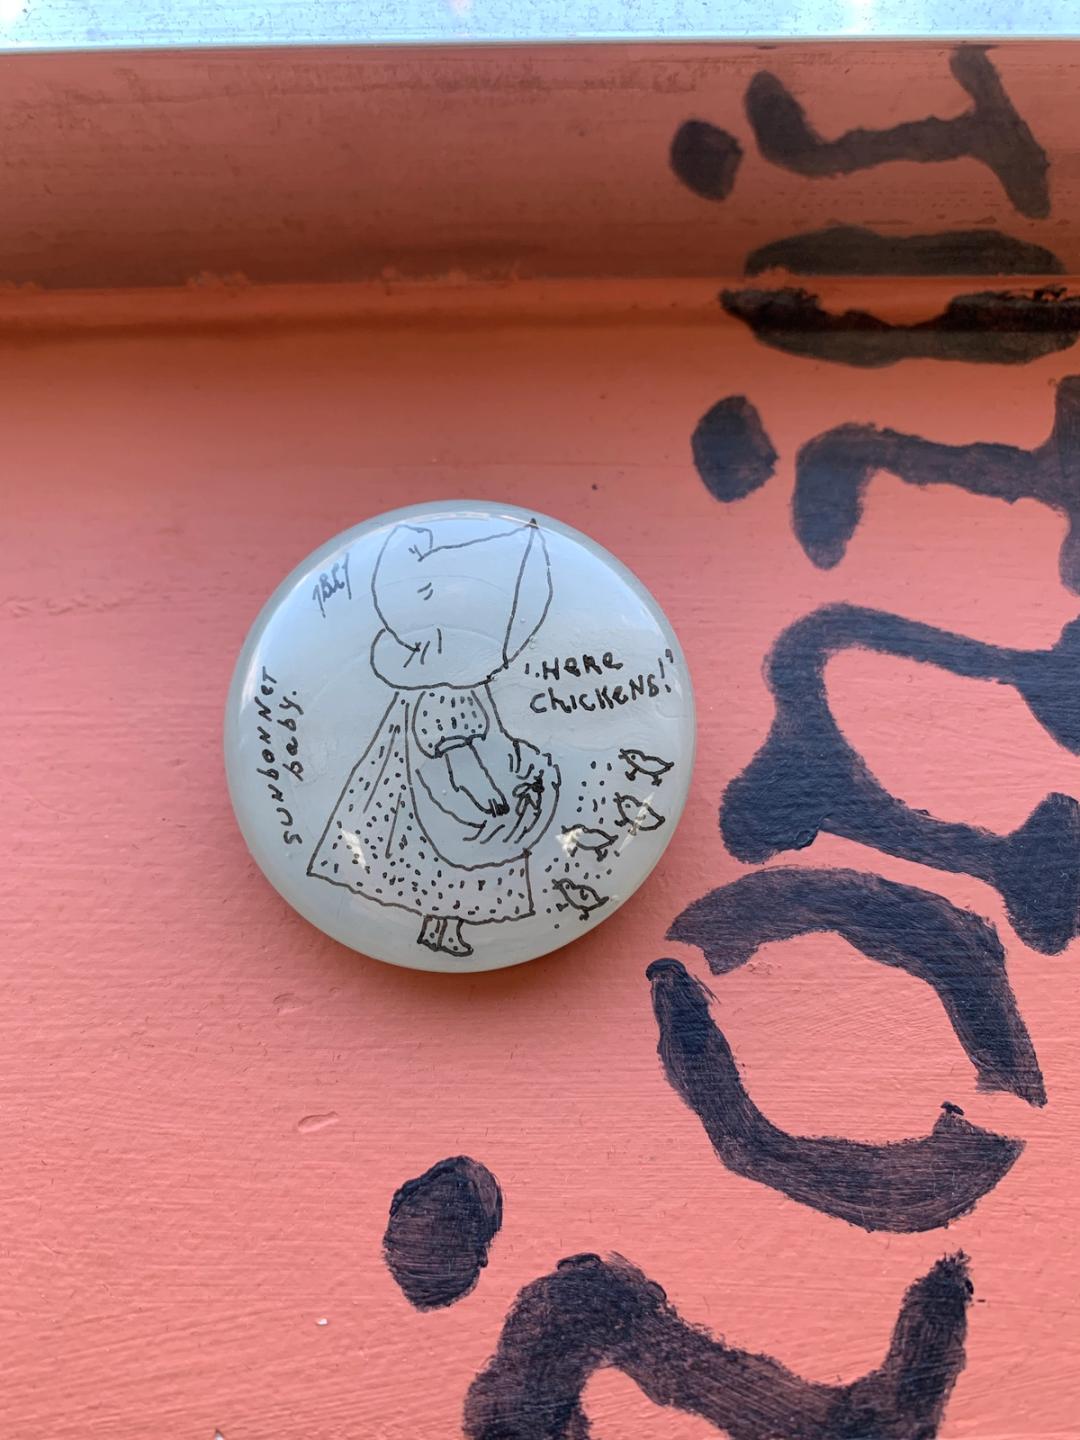 "Here
Chickens!"
Sunbonnet
baby.